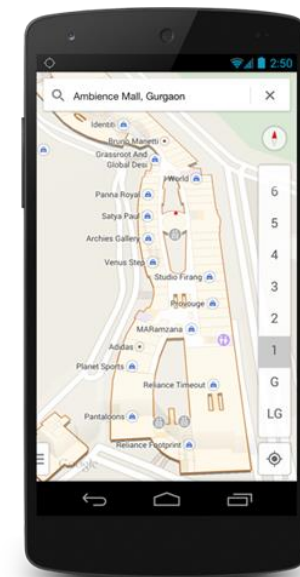 2:50
Ambience Mall, Gurgaon
Identiti
Bruno Manetti
Grassroot And
Global Desi
World
Panna Royal
Satya Paul
Archies Gallery
Venus Step
Studio Firang
Provouge
MARamzana
Adidas
Planet Sports
Reliance Timeout
Pantaloons
Reliance Footprint
Google
6
5
4
3
2
1
G
LG